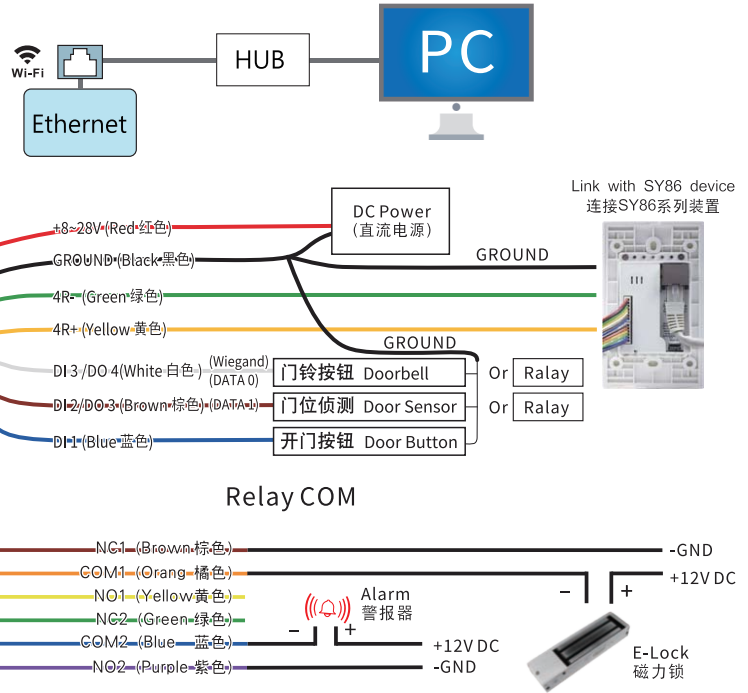 Wi-Fi
HUB
PC
Ethernet
Link with SY86 device
连接SY86系列装置
DC Power
(直流电源)
+8~28V (Red 红色)
GROUND (Black 黑色)
GROUND
4R- (Green 绿色)
4R+ (Yellow 黄色)
GROUND
DI 3 /DO 4(White 白色) (Wiegand) (DATA 0)
门铃按钮 Doorbell
Or Ralay
DI 2/DO 3 (Brown 棕色) (DATA 1)
门位侦测 Door Sensor
Or Ralay
DI 1 (Blue 蓝色)
开门按钮 Door Button
Relay COM
NC1 (Brown 棕色)
-GND
COM1 (Orang 橘色)
+12V DC
NO1 (Yellow 黄色)
- +
NC2 (Green 绿色)
Alarm
警报器
COM2 (Blue 蓝色)
- +
+12V DC
NO2 (Purple 紫色)
-GND
E-Lock
磁力锁